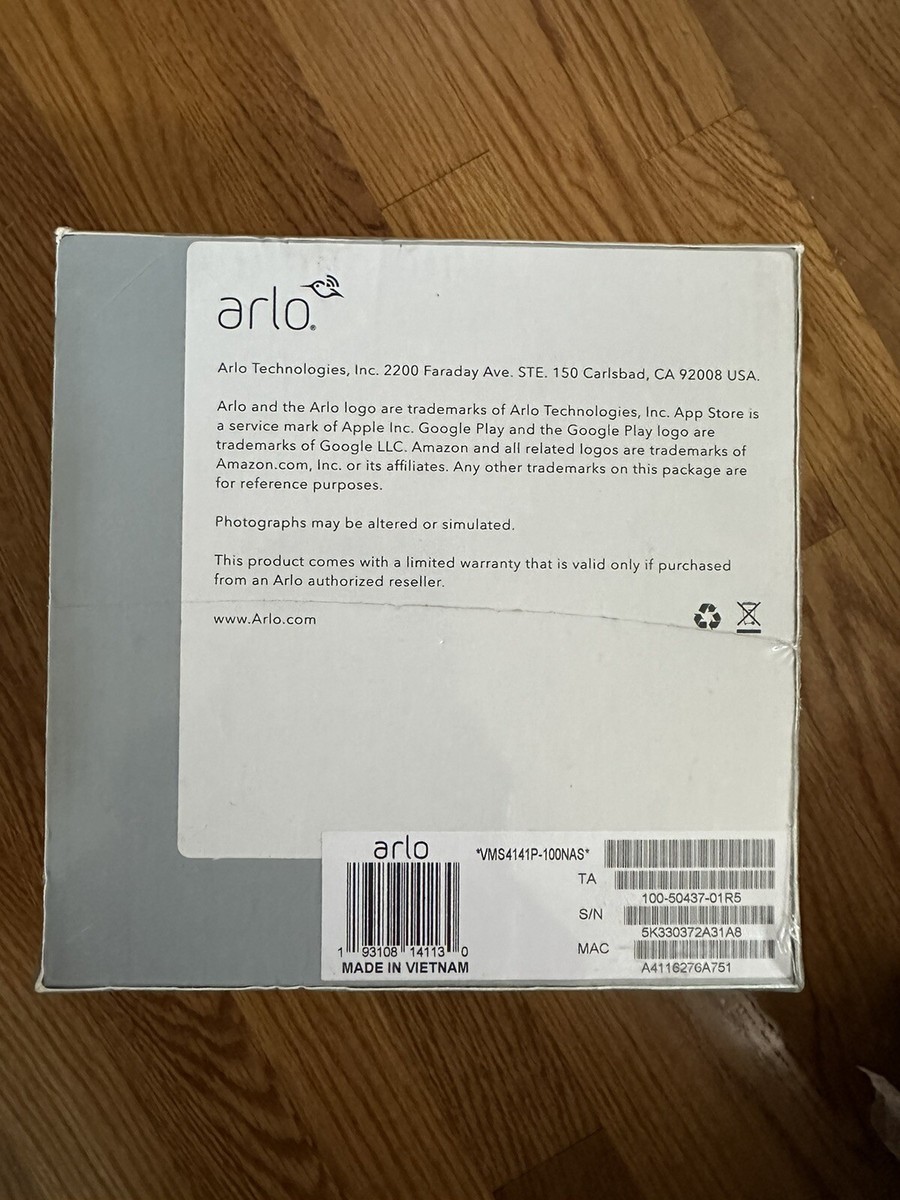 arlo
Arlo Technologies, Inc. 2200 Faraday Ave. STE. 150 Carlsbad, CA 92008 USA.
Arlo and the Arlo logo are trademarks of Arlo Technologies, Inc. App Store is
a service mark of Apple Inc. Google Play and the Google Play logo are
trademarks of Google LLC. Amazon and all related logos are trademarks of
Amazon.com, Inc. or its affiliates. Any other trademarks on this package are
for reference purposes.
Photographs may be altered or simulated.
This product comes with a limited warranty that is valid only if purchased
from an Arlo authorized reseller.
www.Arlo.com
arlo
1 93108 14113 0
MADE IN VIETNAM
*VMS4141P-100NAS*
TA
100-50437-01R5
S/N
5K330372A31A8
MAC
A4116276A751